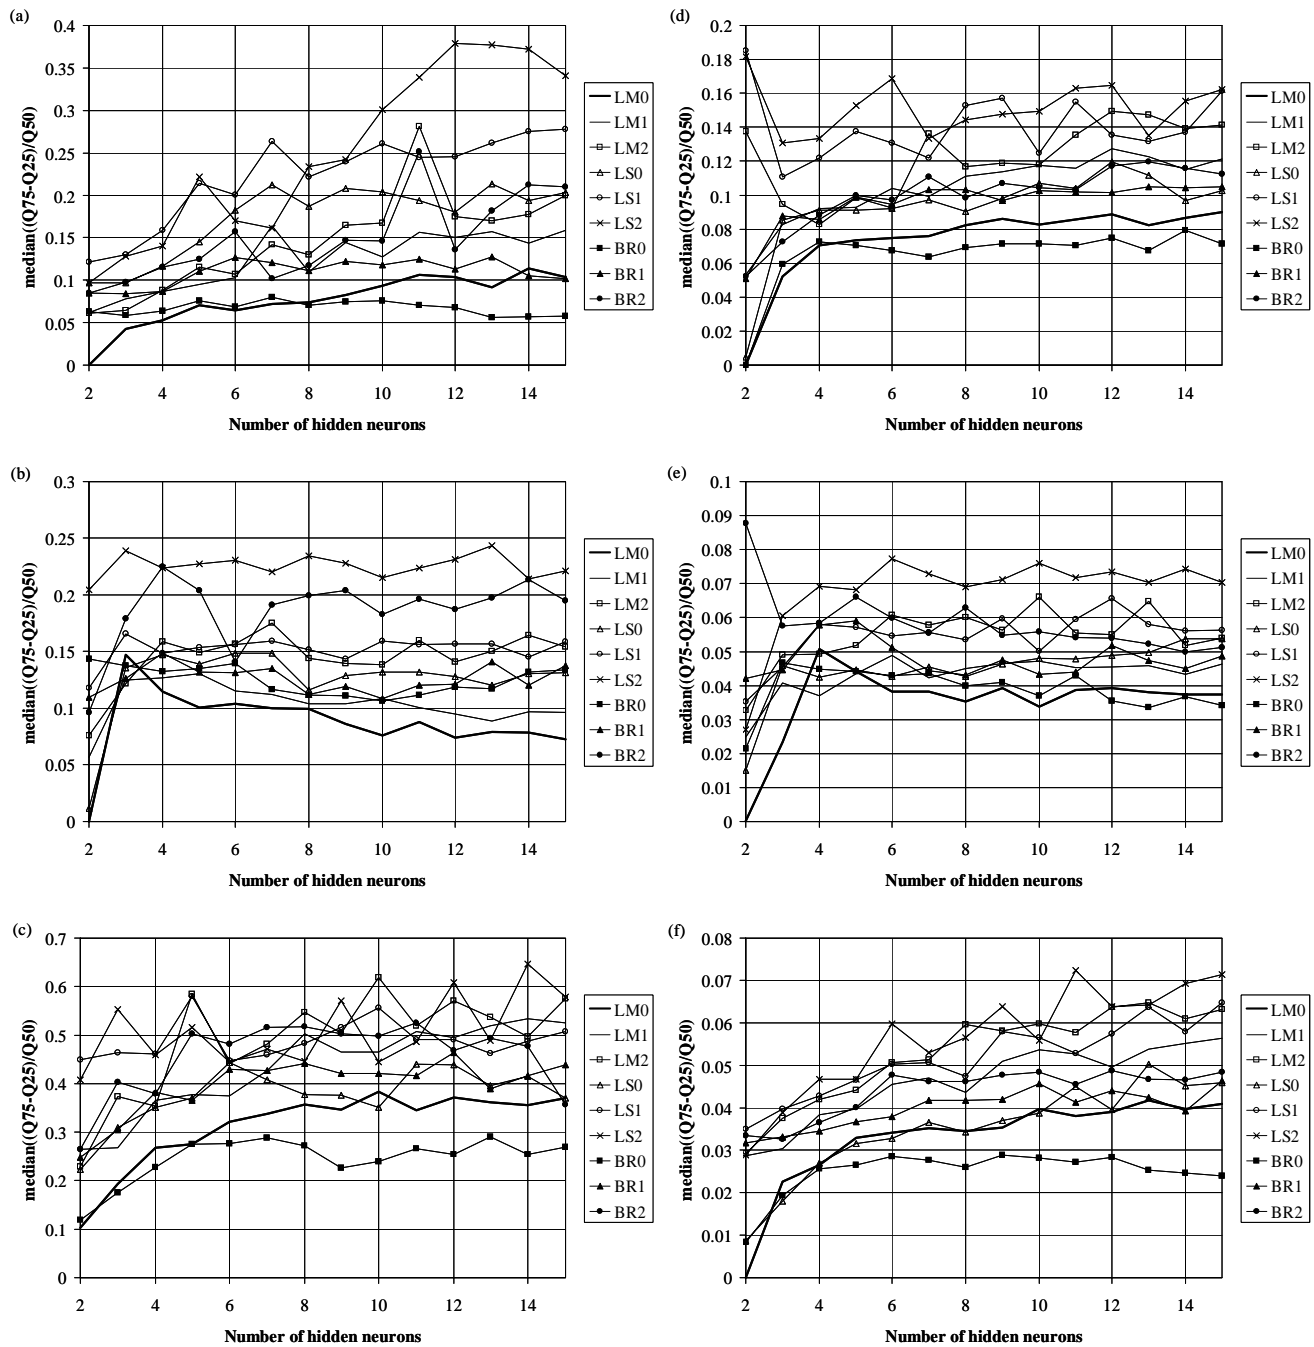 (a)
0.4
0.35
0.3
0.25
0.2
0.15
0.1
0.05
0
median((Q75-Q25)/Q50)
2 4 6 8 10 12 14
Number of hidden neurons
LM0
LM1
LM2
LS0
LS1
LS2
BR0
BR1
BR2
(d)
0.2
0.18
0.16
0.14
0.12
0.1
0.08
0.06
0.04
0.02
0
median((Q75-Q25)/Q50)
2 4 6 8 10 12 14
Number of hidden neurons
LM0
LM1
LM2
LS0
LS1
LS2
BR0
BR1
BR2
(b)
0.3
0.25
0.2
0.15
0.1
0.05
0
median((Q75-Q25)/Q50)
2 4 6 8 10 12 14
Number of hidden neurons
LM0
LM1
LM2
LS0
LS1
LS2
BR0
BR1
BR2
(e)
0.1
0.09
0.08
0.07
0.06
0.05
0.04
0.03
0.02
0.01
0
median((Q75-Q25)/Q50)
2 4 6 8 10 12 14
Number of hidden neurons
LM0
LM1
LM2
LS0
LS1
LS2
BR0
BR1
BR2
(c)
0.7
0.6
0.5
0.4
0.3
0.2
0.1
0
median((Q75-Q25)/Q50)
2 4 6 8 10 12 14
Number of hidden neurons
LM0
LM1
LM2
LS0
LS1
LS2
BR0
BR1
BR2
(f)
0.08
0.07
0.06
0.05
0.04
0.03
0.02
0.01
0
median((Q75-Q25)/Q50)
2 4 6 8 10 12 14
Number of hidden neurons
LM0
LM1
LM2
LS0
LS1
LS2
BR0
BR1
BR2